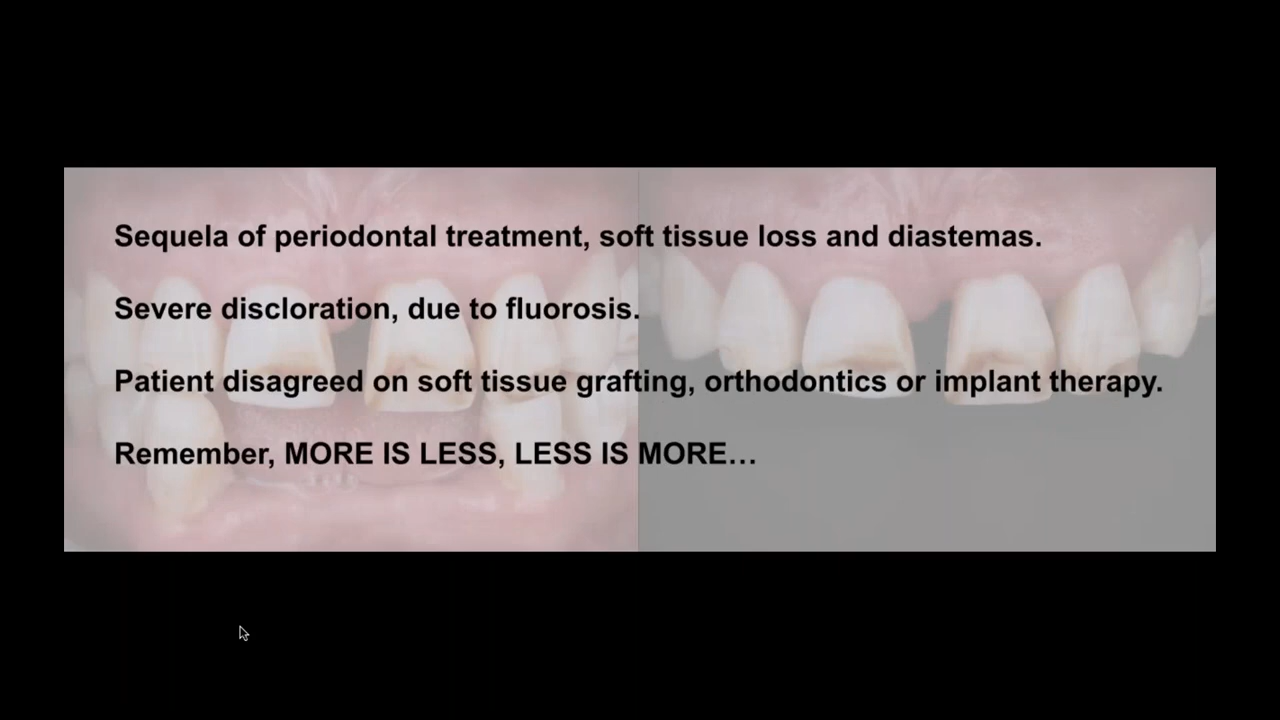 Sequela of periodontal treatment, soft tissue loss and diastemas.
Severe discloration, due to fluorosis.
Patient disagreed on soft tissue grafting, orthodontics or implant therapy.
Remember, MORE IS LESS, LESS IS MORE…